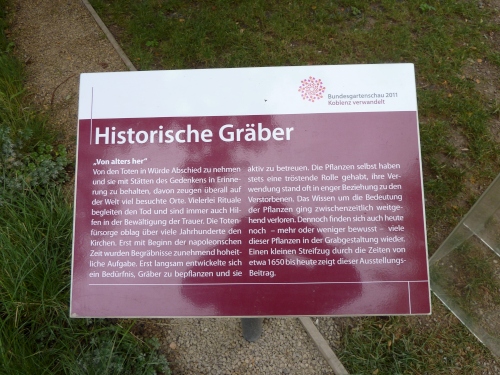 Bundesgartenschau 2011
Koblenz verwandelt
Historische Gräber
„Von alters her“
Von den Toten in Würde Abschied zu nehmen
und sie mit Stätten des Gedenkens in Erinne-
rung zu behalten, davon zeugen überall auf
der Welt viel besuchte Orte. Vielerlei Rituale
begleiten den Tod und sind immer auch Hil-
fen in der Bewältigung der Trauer. Die Toten-
fürsorge oblag über viele Jahrhunderte den
Kirchen. Erst mit Beginn der napoleonschen
Zeit wurden Begräbnisse zunehmend hoheit-
liche Aufgabe. Erst langsam entwickelte sich
ein Bedürfnis, Gräber zu bepflanzen und sie
aktiv zu betreuen. Die Pflanzen selbst haben
stets eine tröstende Rolle gehabt, ihre Ver-
wendung stand oft in enger Beziehung zu den
Verstorbenen. Das Wissen um die Bedeutung
der Pflanzen ging zwischenzeitlich weitge-
hend verloren. Dennoch finden sich auch heute
noch – mehr oder weniger bewusst – viele
dieser Pflanzen in der Grabgestaltung wieder.
Einen kleinen Streifzug durch die Zeiten von
etwa 1650 bis heute zeigt dieser Ausstellungs-
Beitrag.